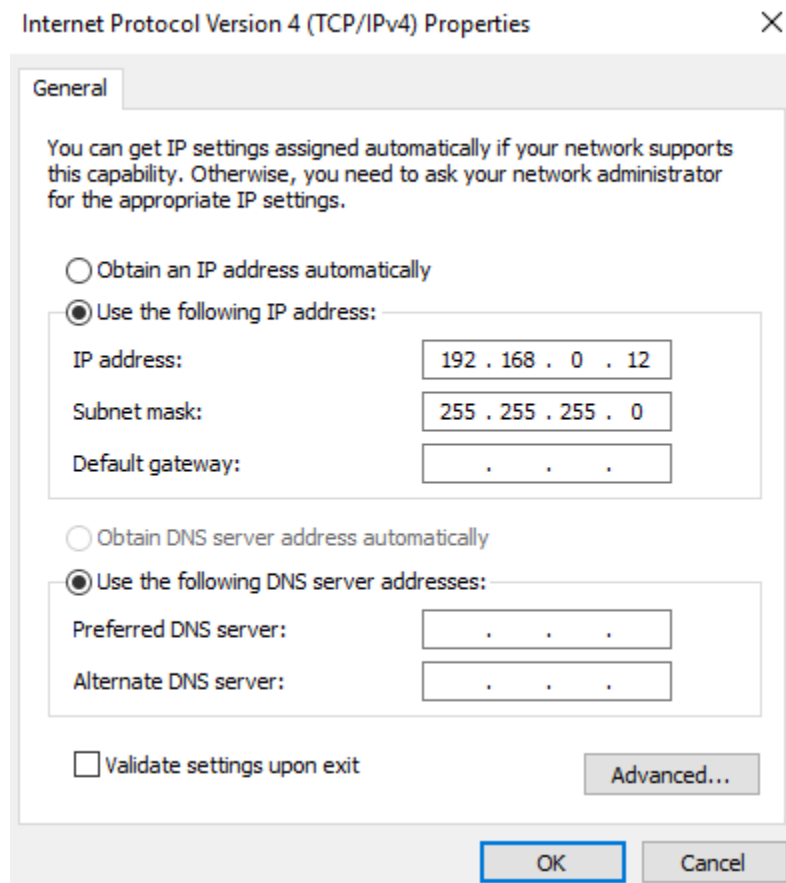 Internet Protocol Version 4 (TCP/IPv4) Properties
General
You can get IP settings assigned automatically if your network supports
this capability. Otherwise, you need to ask your network administrator
for the appropriate IP settings.
Obtain an IP address automatically
Use the following IP address:
IP address: 192 . 168 . 0 . 12
Subnet mask: 255 . 255 . 255 . 0
Default gateway: . . .
Obtain DNS server address automatically
Use the following DNS server addresses:
Preferred DNS server: . . .
Alternate DNS server: . . .
Validate settings upon exit
Advanced...
OK Cancel